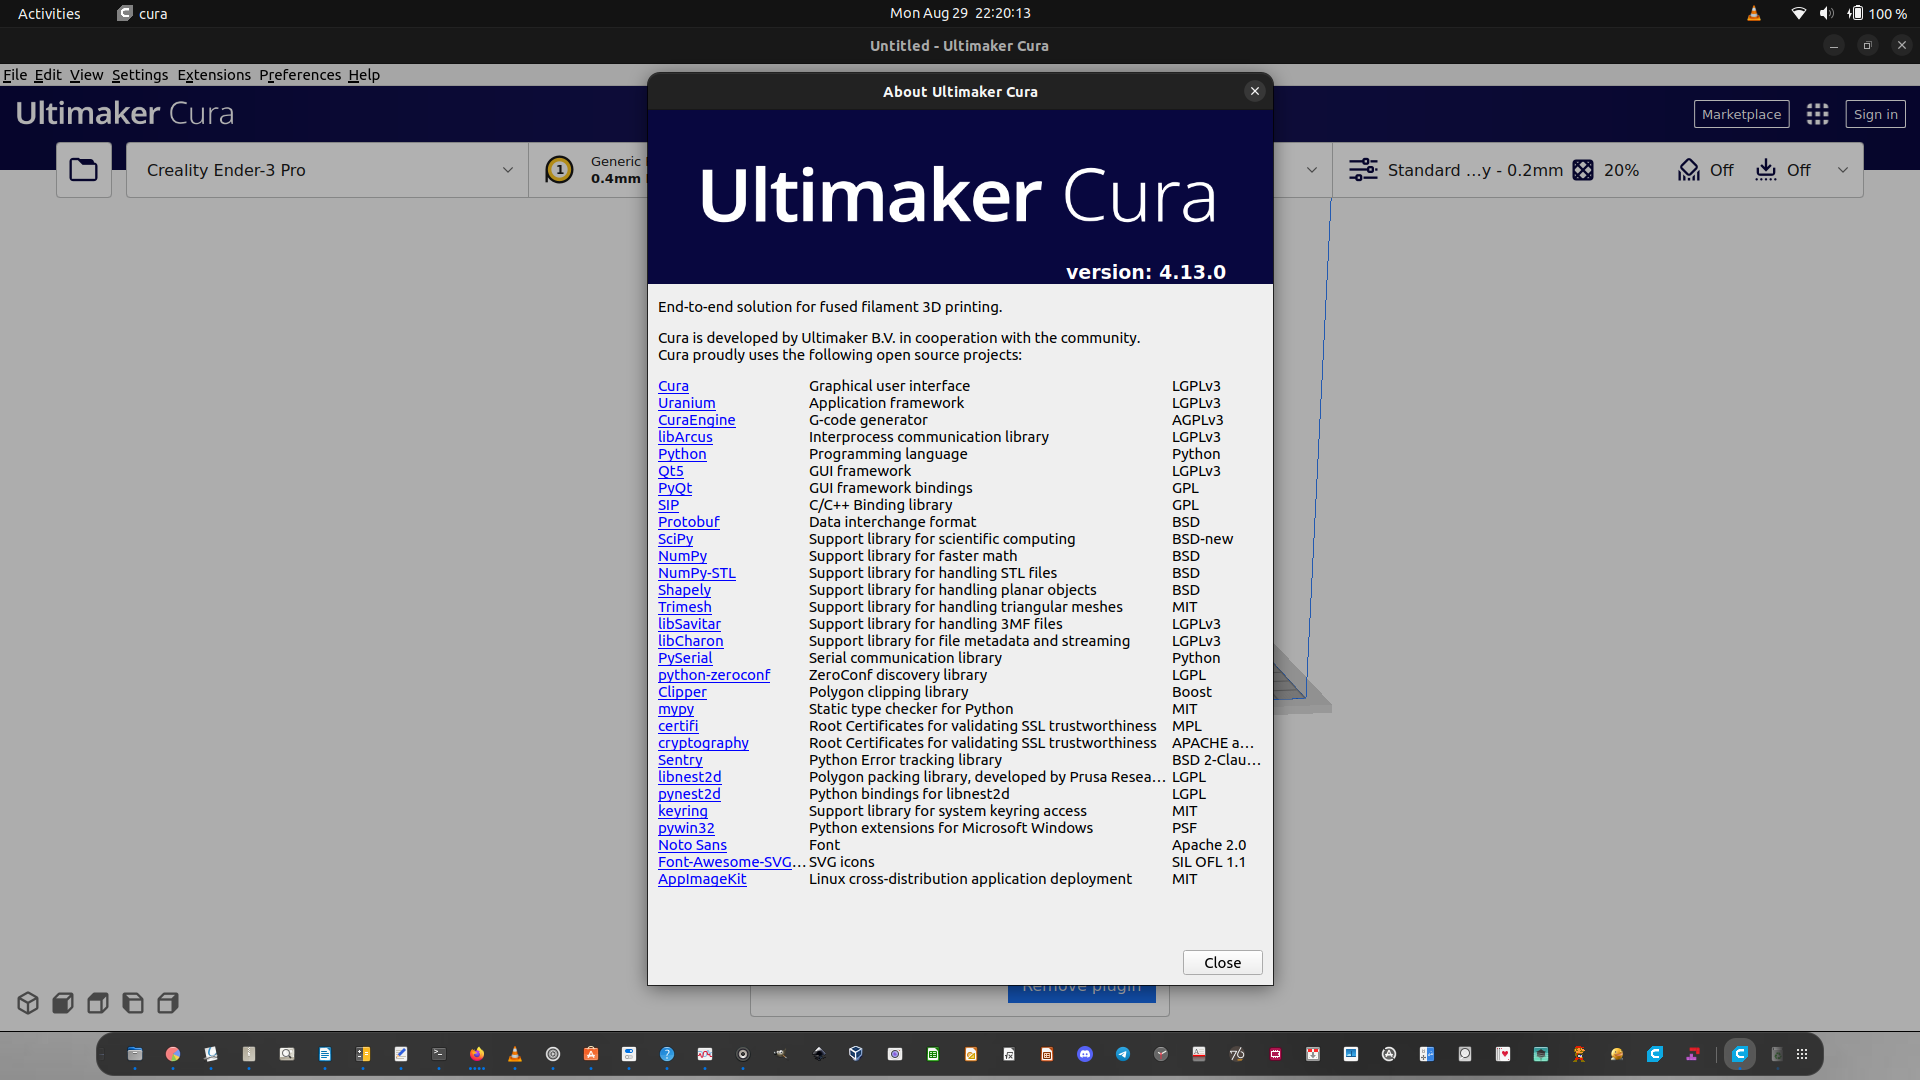 Activities
cura
Mon Aug 29 22:20:13
100 %
Untitled - Ultimaker Cura
File Edit View Settings Extensions Preferences Help
Ultimaker Cura
Marketplace
Sign in
Creality Ender-3 Pro
1
Generic
0.4mm
Standard ...y - 0.2mm
20%
Off
Off
About Ultimaker Cura
Ultimaker Cura
version: 4.13.0
End-to-end solution for fused filament 3D printing.
Cura is developed by Ultimaker B.V. in cooperation with the community.
Cura proudly uses the following open source projects:
Cura Graphical user interface LGPLv3
Uranium Application framework LGPLv3
CuraEngine G-code generator AGPLv3
libArcus Interprocess communication library LGPLv3
Python Programming language Python
Qt5 GUI framework LGPLv3
PyQt GUI framework bindings GPL
SIP C/C++ Binding library GPL
Protobuf Data interchange format BSD
SciPy Support library for scientific computing BSD-new
NumPy Support library for faster math BSD
NumPy-STL Support library for handling STL files BSD
Shapely Support library for handling planar objects BSD
Trimesh Support library for handling triangular meshes MIT
libSavitar Support library for handling 3MF files LGPLv3
libCharon Support library for file metadata and streaming LGPLv3
PySerial Serial communication library Python
python-zeroconf ZeroConf discovery library LGPL
Clipper Polygon clipping library Boost
mypy Static type checker for Python MIT
certifi Root Certificates for validating SSL trustworthiness MPL
cryptography Root Certificates for validating SSL trustworthiness APACHE a...
Sentry Python Error tracking library BSD 2-Clau...
libnest2d Polygon packing library, developed by Prusa Resea... LGPL
pynest2d Python bindings for libnest2d LGPL
keyring Support library for system keyring access MIT
pywin32 Python extensions for Microsoft Windows PSF
Noto Sans Font Apache 2.0
Font-Awesome-SVG... SVG icons SIL OFL 1.1
AppImageKit Linux cross-distribution application deployment MIT
Close
Remove plugin